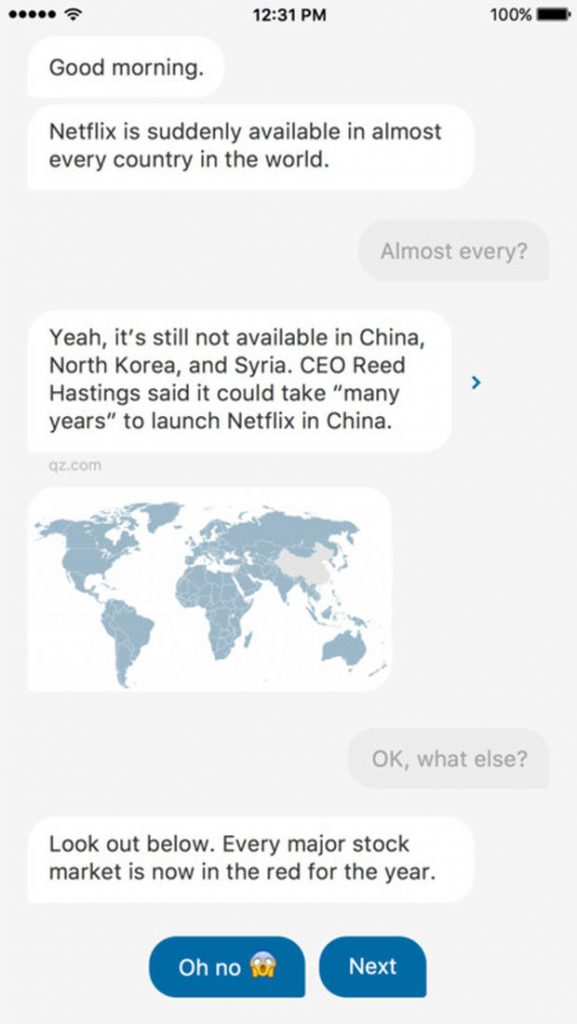 12:31 PM
100%
Good morning.
Netflix is suddenly available in almost
every country in the world.
Almost every?
Yeah, it’s still not available in China,
North Korea, and Syria. CEO Reed
Hastings said it could take “many
years” to launch Netflix in China.
qz.com
OK, what else?
Look out below. Every major stock
market is now in the red for the year.
Oh no 😱
Next